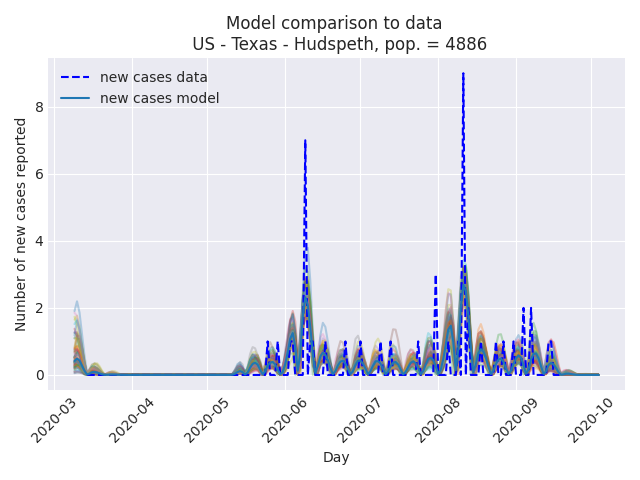 Model comparison to data
US - Texas - Hudspeth, pop. = 4886
new cases data
new cases model
Number of new cases reported
8
6
4
2
0
2020-03
2020-04
2020-05
2020-06
2020-07
2020-08
2020-09
2020-10
Day